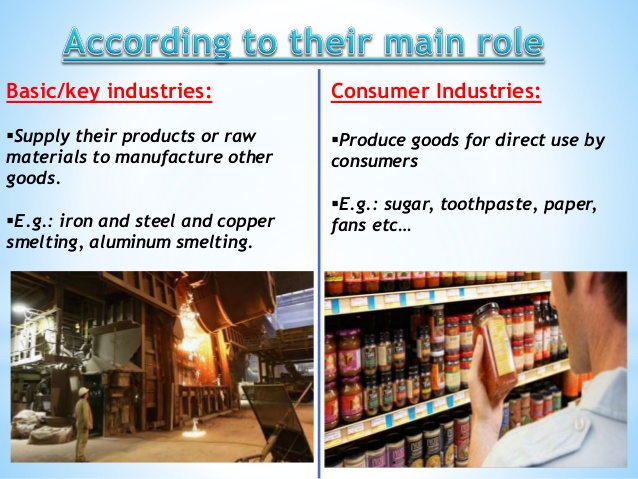 According to their main role
Basic/key industries:
▪Supply their products or raw
materials to manufacture other
goods.
▪E.g.: iron and steel and copper
smelting, aluminum smelting.
Consumer Industries:
▪Produce goods for direct use by
consumers
▪E.g.: sugar, toothpaste, paper,
fans etc…